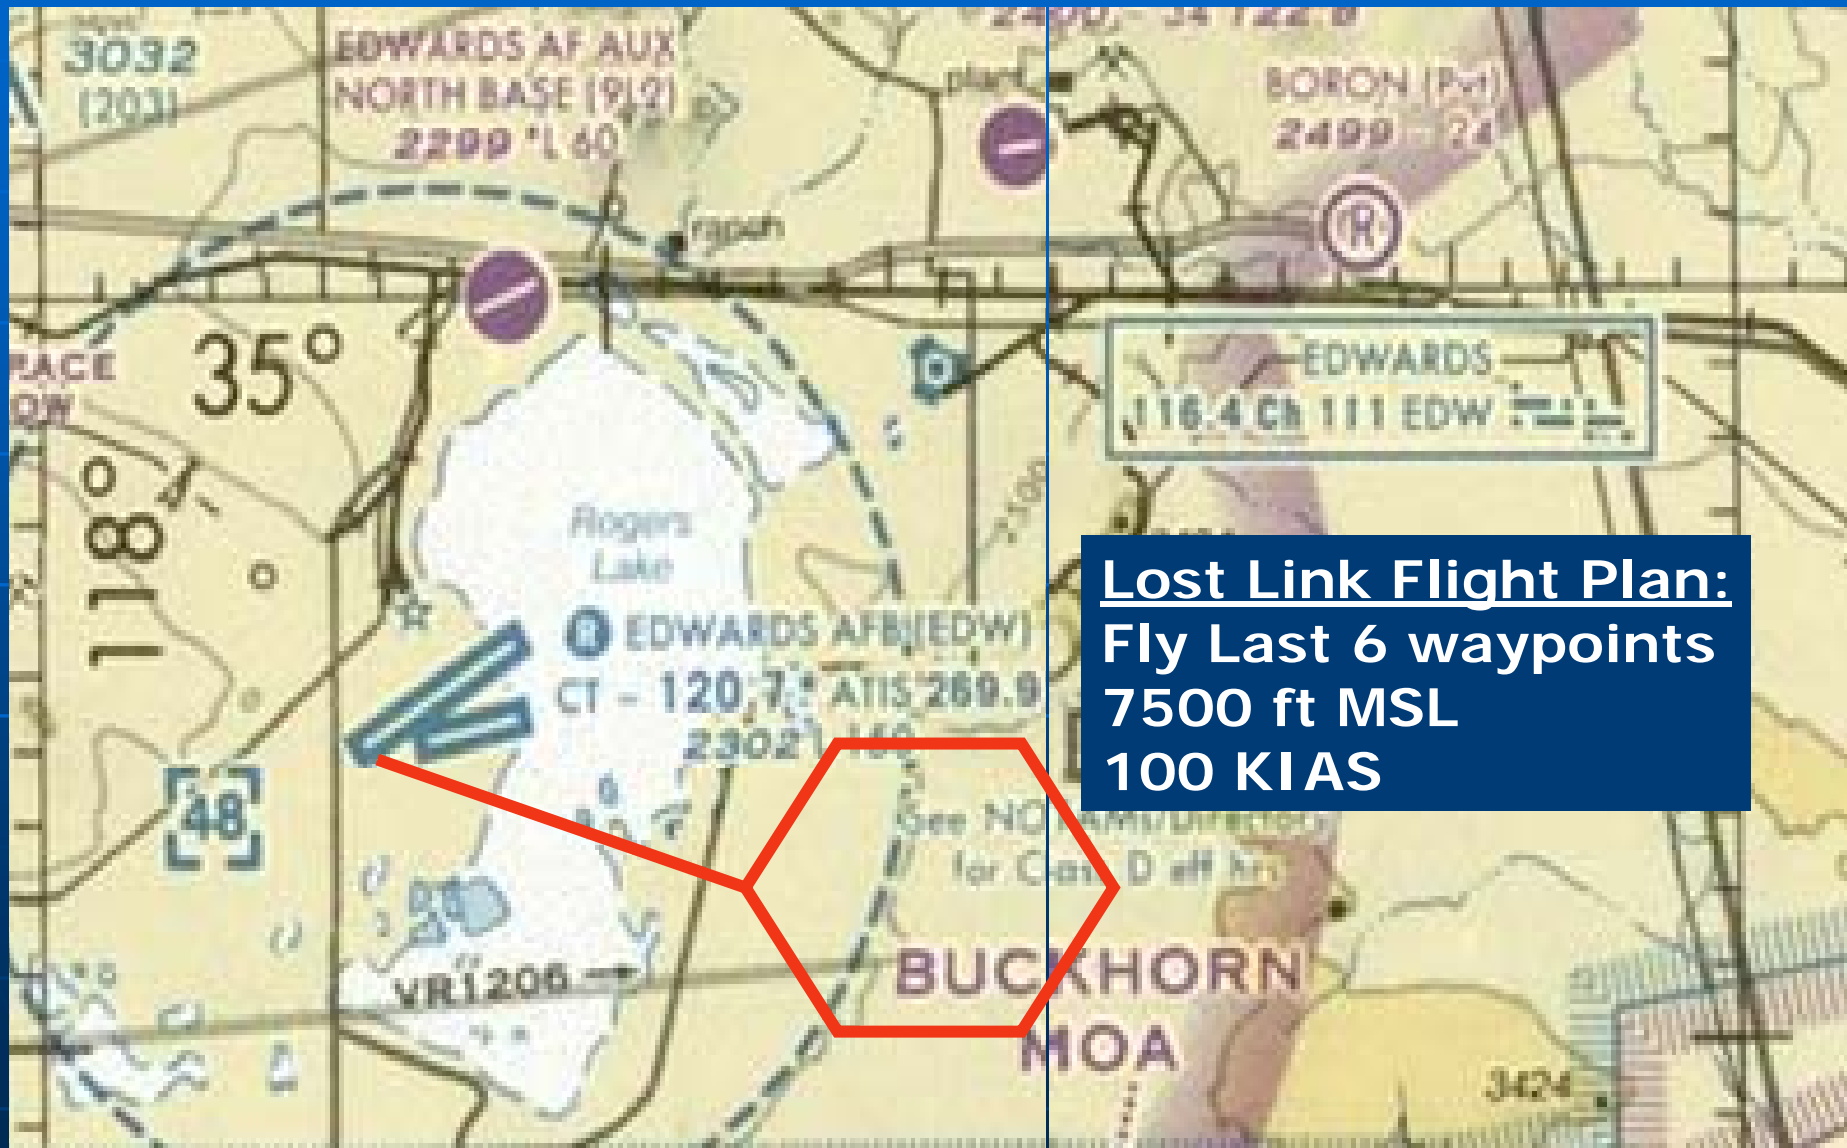 3032
(203)
EDWARDS AF AUX
NORTH BASE (912)
2299 *L 60
plant
BORON (Pvt)
2499 - 24
R
35°
EDWARDS
116.4 Ch 111 EDW
118°
Rogers
Lake
R EDWARDS AFB (EDW)
CT - 120.7 * ATIS 269.9
2302
Lost Link Flight Plan:
Fly Last 6 waypoints
7500 ft MSL
100 KIAS
48
See NOTAMs/Directory
for Class D eff hrs
VR1206
BUCKHORN
MOA
3424